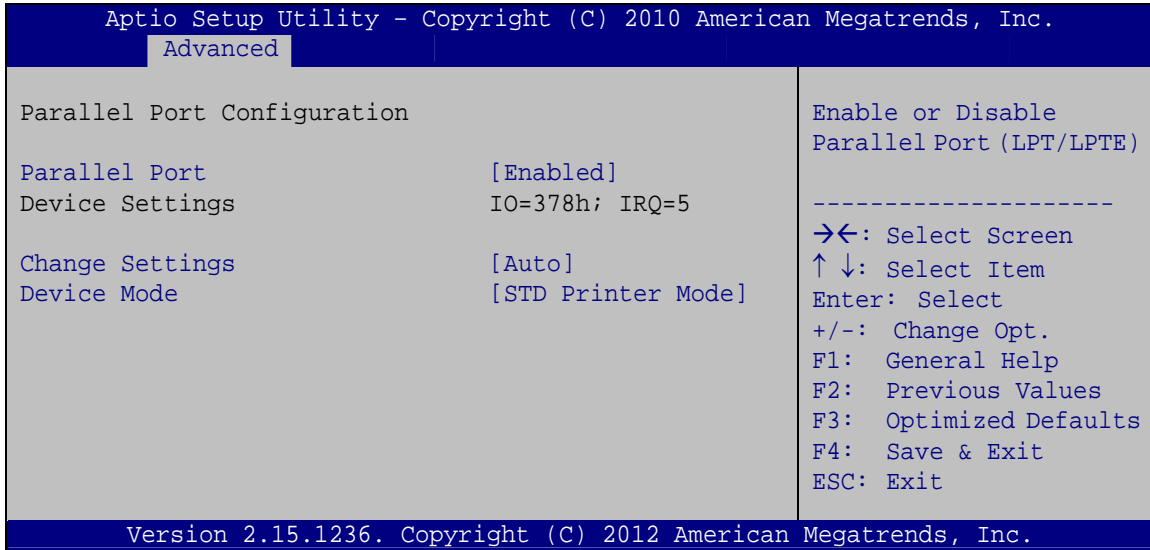 Aptio Setup Utility – Copyright (C) 2010 American Megatrends, Inc.
Advanced
Parallel Port Configuration
Parallel Port [Enabled]
Device Settings IO=378h; IRQ=5
Change Settings [Auto]
Device Mode [STD Printer Mode]
Enable or Disable
Parallel Port (LPT/LPTE)
---------------------
→←: Select Screen
↑ ↓: Select Item
Enter: Select
+/-: Change Opt.
F1: General Help
F2: Previous Values
F3: Optimized Defaults
F4: Save & Exit
ESC: Exit
Version 2.15.1236. Copyright (C) 2012 American Megatrends, Inc.